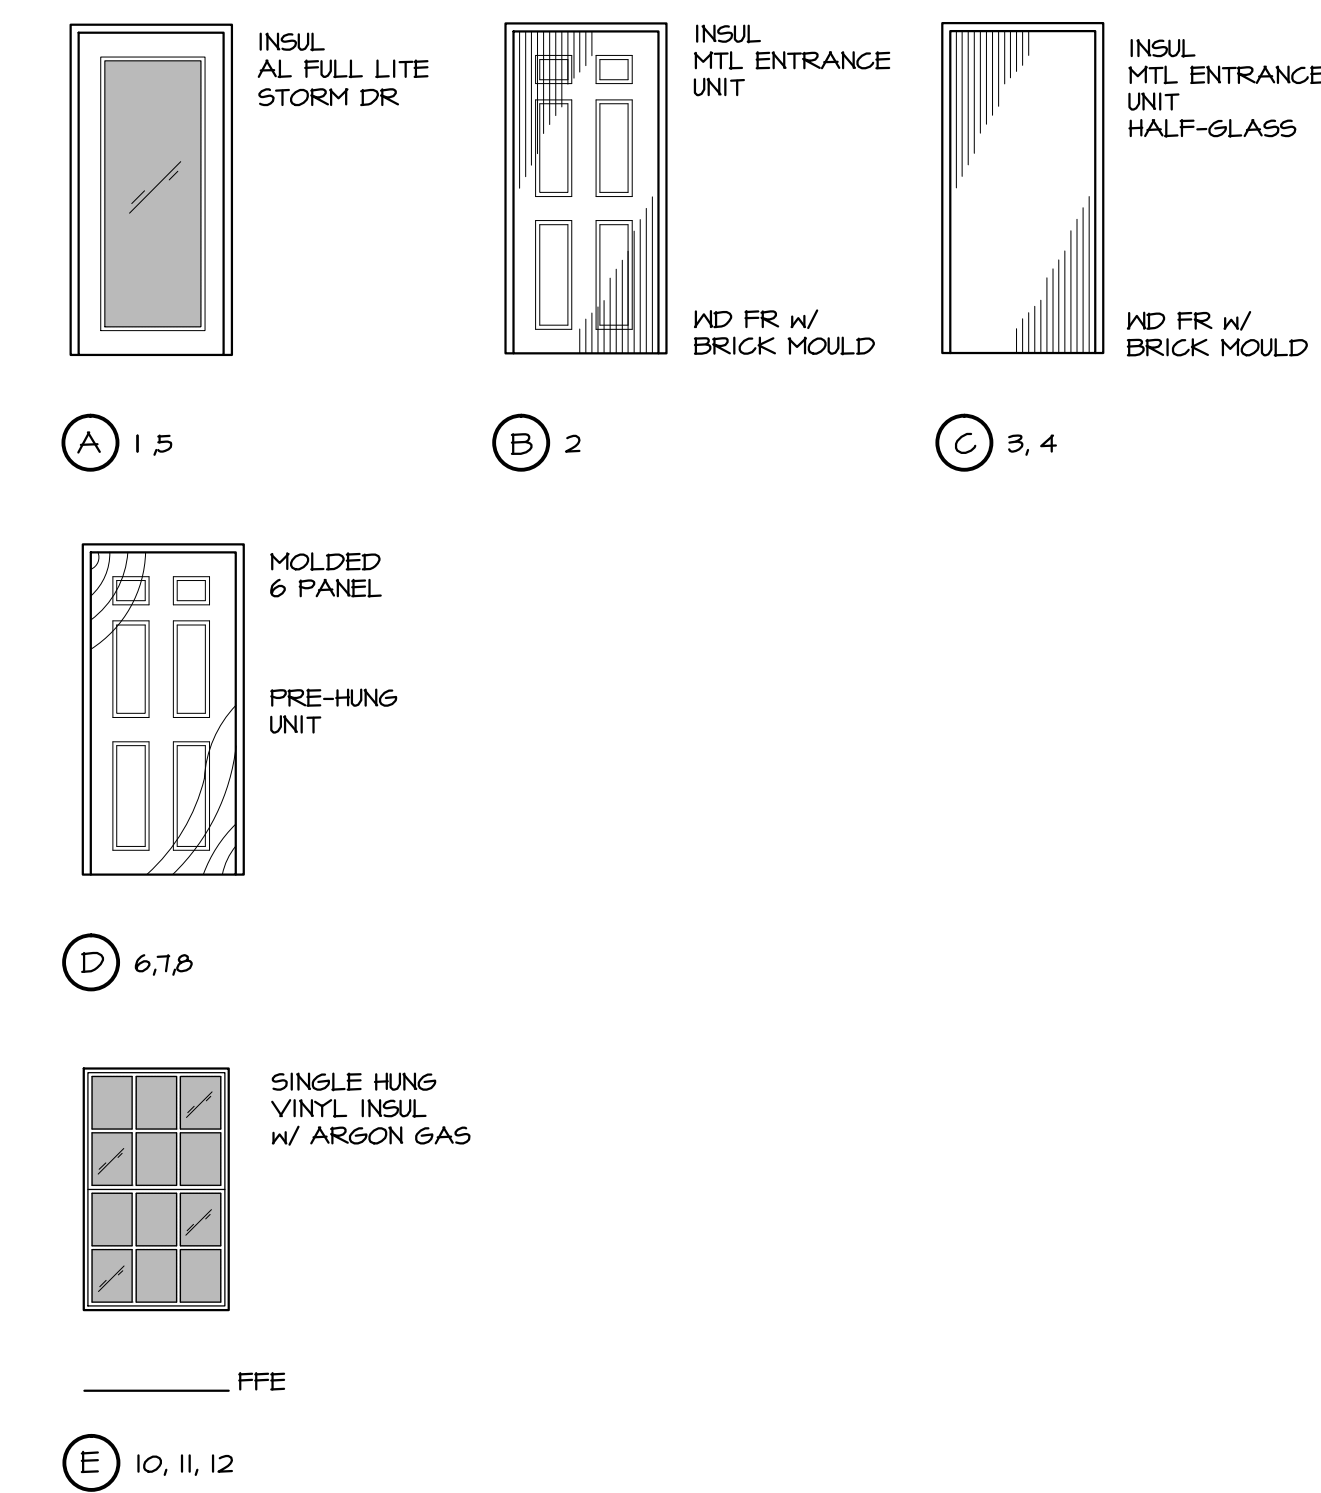 INSUL
AL FULL LITE
STORM DR
INSUL
MTL ENTRANCE
UNIT
WD FR w/
BRICK MOULD
INSUL
MTL ENTRANCE
UNIT
HALF-GLASS
WD FR w/
BRICK MOULD
A 1,5
B 2
C 3, 4
MOLDED
6 PANEL
PRE-HUNG
UNIT
D 6,7,8
SINGLE HUNG
VINYL INSUL
w/ ARGON GAS
FFE
E 10, 11, 12